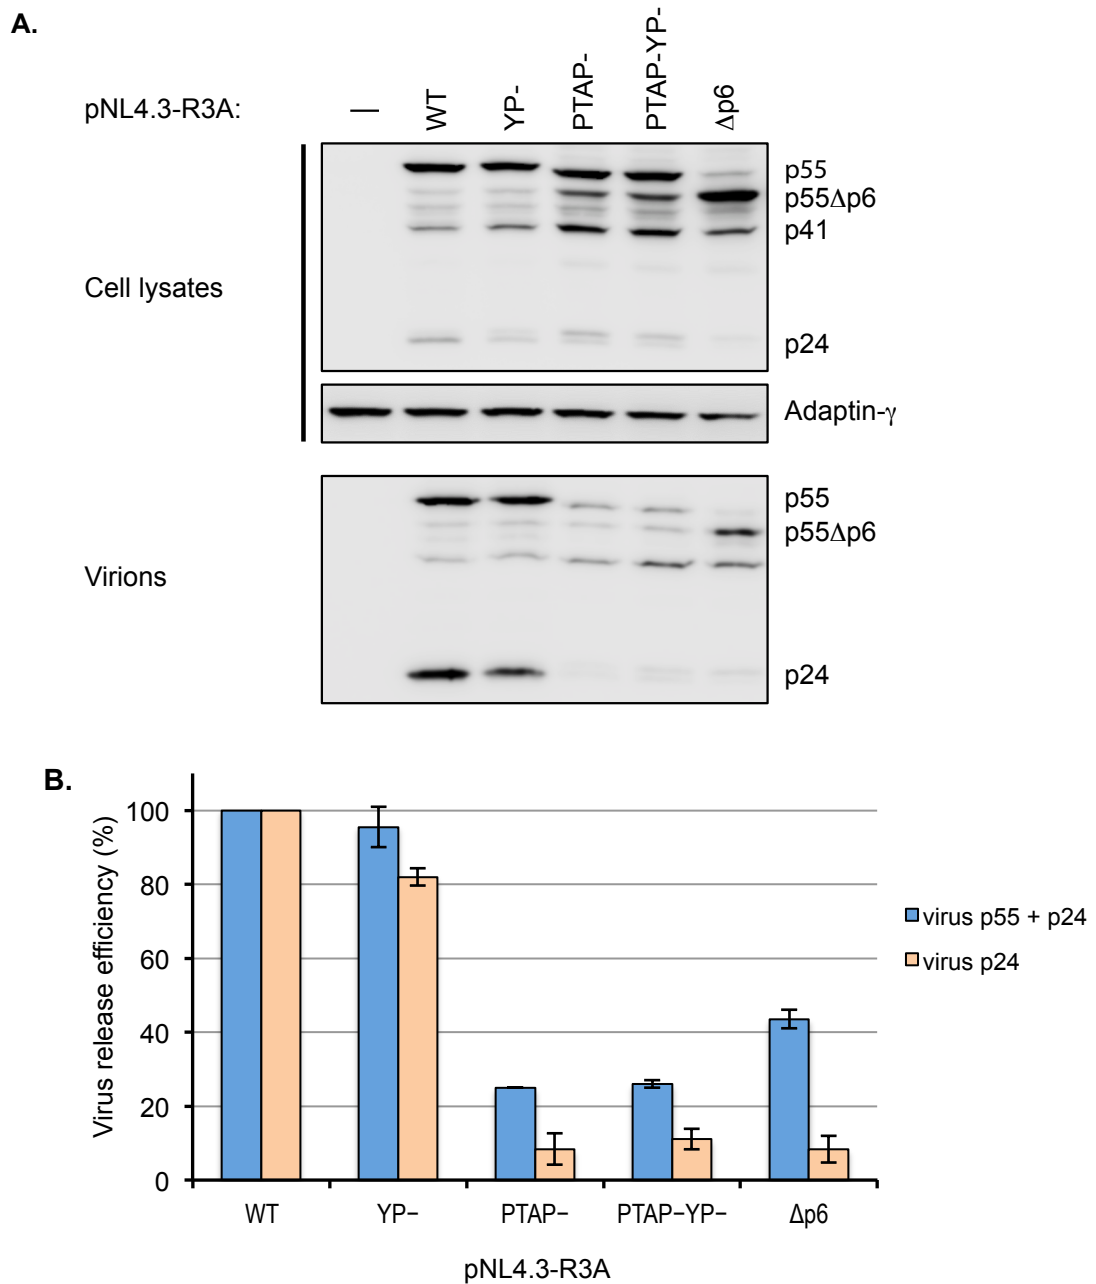 A.
pNL4.3-R3A:
—
WT
YP-
PTAP-
PTAP-YP-
Δp6
p55
p55Δp6
p41
Cell lysates
p24
Adaptin-γ
p55
p55Δp6
Virions
p24
B.
Virus release efficiency (%)
100
80
60
40
20
0
virus p55 + p24
virus p24
WT YP− PTAP− PTAP−YP− Δp6
pNL4.3-R3A